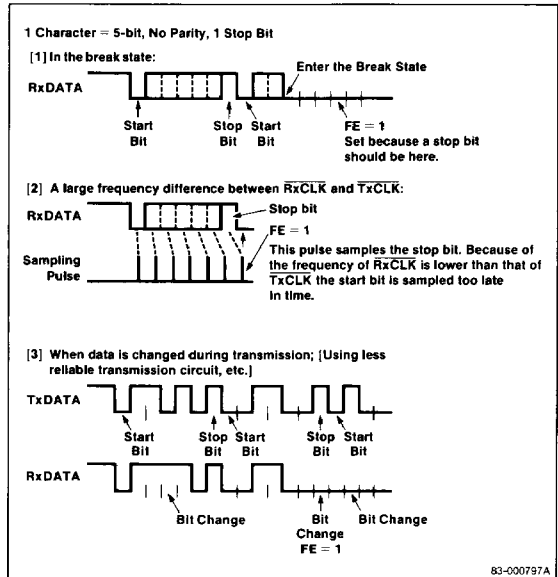 1 Character = 5-bit, No Parity, 1 Stop Bit
[1] In the break state:
Enter the Break State
RxDATA
Start Bit
Stop Bit
Start Bit
FE = 1
Set because a stop bit
should be here.
[2] A large frequency difference between RxCLK and TxCLK:
RxDATA
Stop bit
FE = 1
Sampling Pulse
This pulse samples the stop bit. Because of
the frequency of RxCLK is lower than that of
TxCLK the start bit is sampled too late
in time.
[3] When data is changed during transmission; [Using less
reliable transmission circuit, etc.]
TxDATA
Start Bit
Stop Bit
Start Bit
Stop Bit
Start Bit
RxDATA
Bit Change
Bit Change
FE = 1
Bit Change
83-000797A